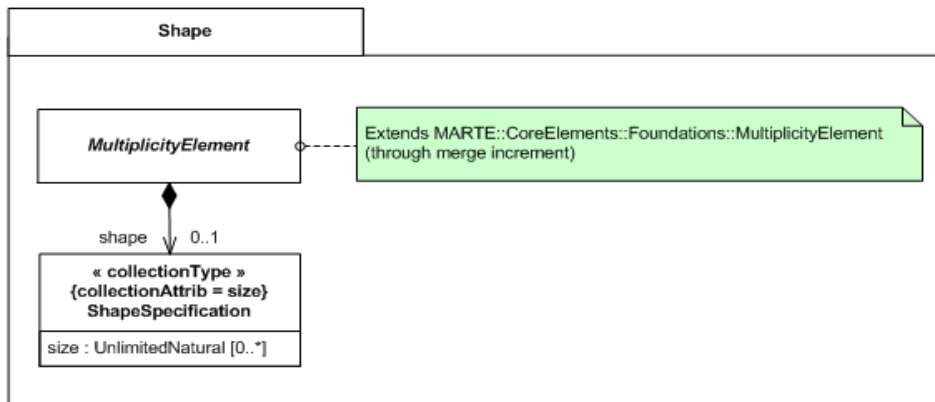 Shape
MultiplicityElement
Extends MARTE::CoreElements::Foundations::MultiplicityElement
(through merge increment)
shape 0..1
« collectionType »
{collectionAttrib = size}
ShapeSpecification
size : UnlimitedNatural [0..*]